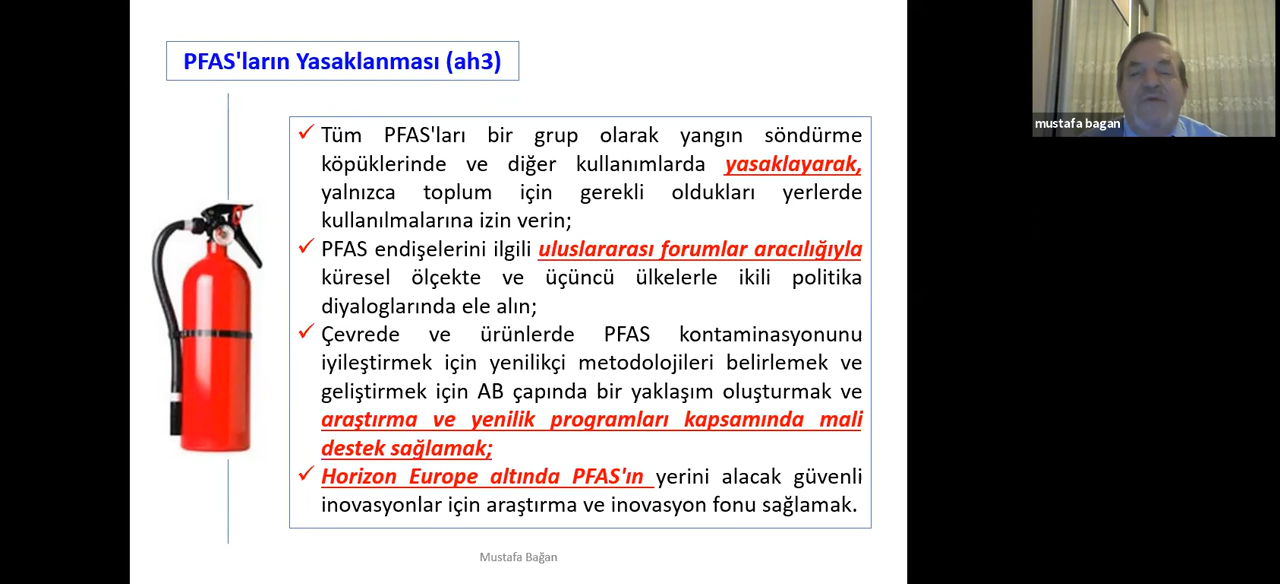 PFAS'ların Yasaklanması (ah3)
mustafa bagan
✓ Tüm PFAS'ları bir grup olarak yangın söndürme
köpüklerinde ve diğer kullanımlarda yasaklayarak,
yalnızca toplum için gerekli oldukları yerlerde
kullanılmalarına izin verin;
✓ PFAS endişelerini ilgili uluslararası forumlar aracılığıyla
küresel ölçekte ve üçüncü ülkelerle ikili politika
diyaloglarında ele alın;
✓ Çevrede ve ürünlerde PFAS kontaminasyonunu
iyileştirmek için yenilikçi metodolojileri belirlemek ve
geliştirmek için AB çapında bir yaklaşım oluşturmak ve
araştırma ve yenilik programları kapsamında mali
destek sağlamak;
✓ Horizon Europe altında PFAS'ın yerini alacak güvenli
inovasyonlar için araştırma ve inovasyon fonu sağlamak.
Mustafa Bağan